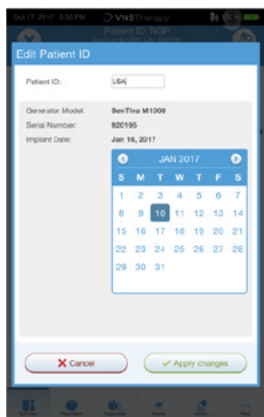 Oct 17, 2017 6:36 PM VNSTherapy
Patient ID: NGP
Edit Patient ID
Patient ID: USA
Generator Model: SenTiva M1000
Serial Number: 920195
Implant Date: Jan 16, 2017
JAN 2017
S M T W T F S
1 2 3 4 5 6 7
8 9 10 11 12 13 14
15 16 17 18 19 20 21
22 23 24 25 26 27 28
29 30 31
Cancel Apply changes